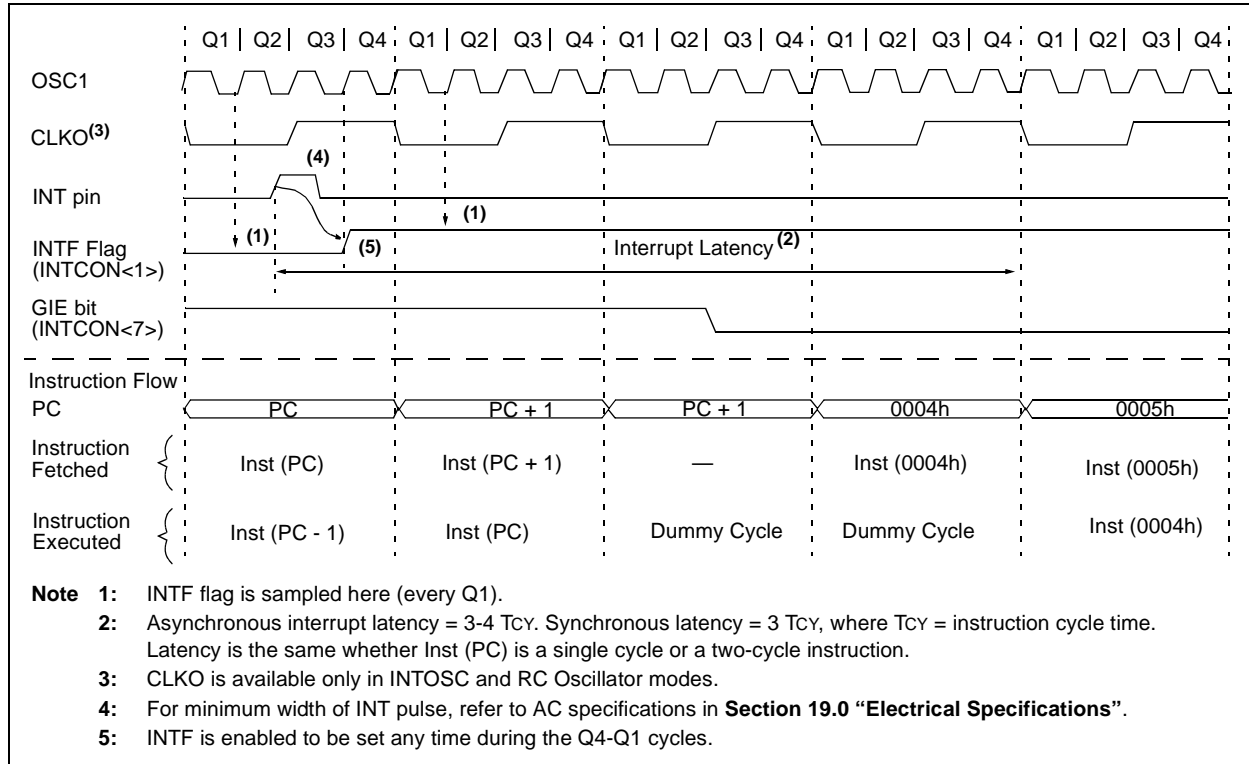 Q1 | Q2 | Q3 | Q4 Q1 | Q2 | Q3 | Q4 Q1 | Q2 | Q3 | Q4 Q1 | Q2 | Q3 | Q4 Q1 | Q2 | Q3 | Q4
OSC1
CLKO(3)
(4)
INT pin
(1)
(1)
(5)
INTF Flag
(INTCON<1>)
Interrupt Latency(2)
GIE bit
(INTCON<7>)
Instruction Flow
PC PC PC + 1 PC + 1 0004h 0005h
Instruction
Fetched
Inst (PC) Inst (PC + 1) — Inst (0004h) Inst (0005h)
Instruction
Executed
Inst (PC - 1) Inst (PC) Dummy Cycle Dummy Cycle Inst (0004h)
Note 1: INTF flag is sampled here (every Q1).
2: Asynchronous interrupt latency = 3-4 TCY. Synchronous latency = 3 TCY, where TCY = instruction cycle time.
Latency is the same whether Inst (PC) is a single cycle or a two-cycle instruction.
3: CLKO is available only in INTOSC and RC Oscillator modes.
4: For minimum width of INT pulse, refer to AC specifications in Section 19.0 “Electrical Specifications”.
5: INTF is enabled to be set any time during the Q4-Q1 cycles.